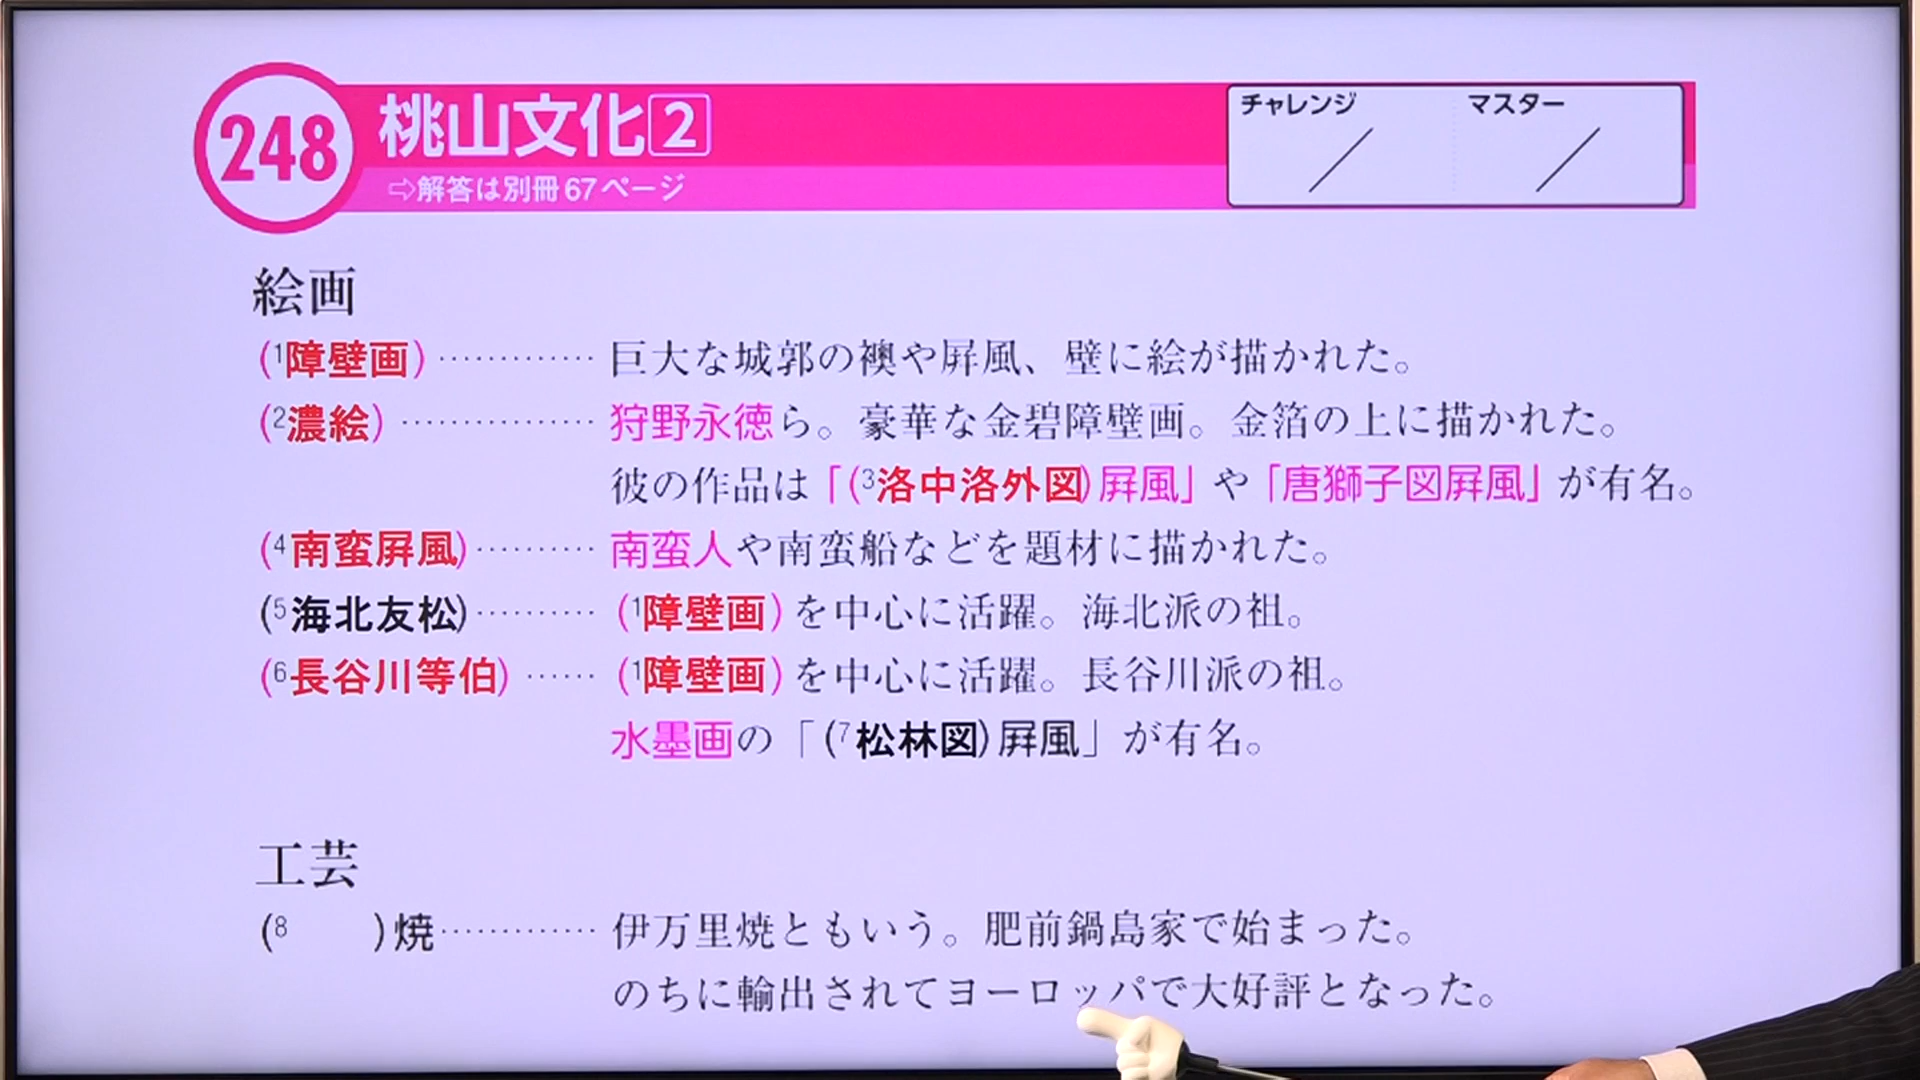 248
桃山文化2
⇨解答は別冊67ページ
チャレンジ
マスター
絵画
(1障壁画)…………巨大な城郭の襖や屛風、壁に絵が描かれた。
(2濃絵)……………狩野永徳ら。豪華な金碧障壁画。金箔の上に描かれた。
彼の作品は「(3洛中洛外図)屛風」や「唐獅子図屛風」が有名。
(4南蛮屛風)………南蛮人や南蛮船などを題材に描かれた。
(5海北友松)………(1障壁画)を中心に活躍。海北派の祖。
(6長谷川等伯)……(1障壁画)を中心に活躍。長谷川派の祖。
水墨画の「(7松林図)屛風」が有名。
工芸
(8　　)焼…………伊万里焼ともいう。肥前鍋島家で始まった。
のちに輸出されてヨーロッパで大好評となった。